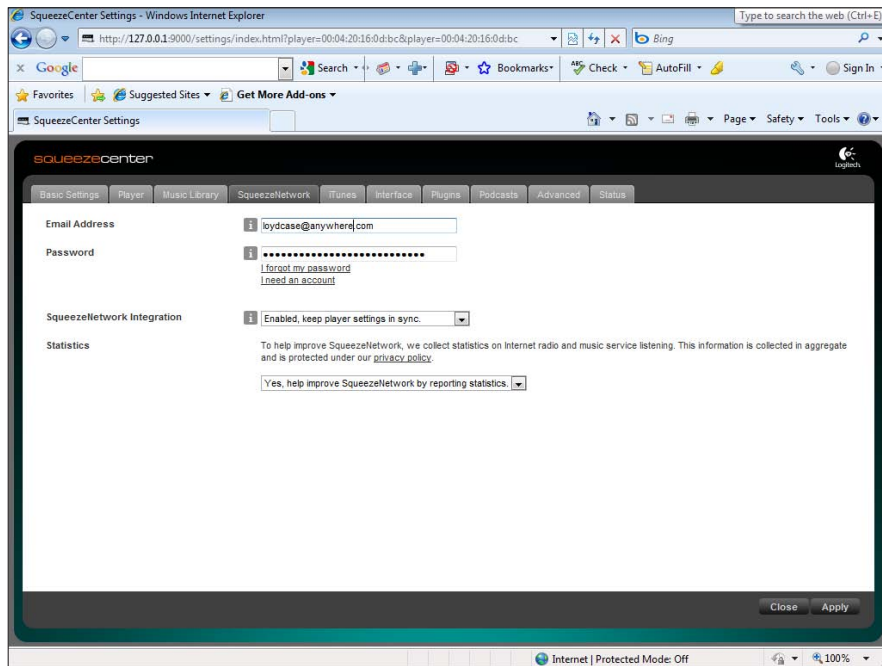 SqueezeCenter Settings - Windows Internet Explorer
Type to search the web (Ctrl+E)
http://127.0.0.1:9000/settings/index.html?player=00:04:20:16:0d:bc&player=00:04:20:16:0d:bc
Bing
Google
Search
Bookmarks
Check
AutoFill
Sign In
Favorites
Suggested Sites
Get More Add-ons
SqueezeCenter Settings
Page
Safety
Tools
squeezecenter
Logitech
Basic Settings
Player
Music Library
SqueezeNetwork
iTunes
Interface
Plugins
Podcasts
Advanced
Status
Email Address
loydcase@anywhere.com
Password
I forgot my password
I need an account
SqueezeNetwork Integration
Enabled, keep player settings in sync.
Statistics
To help improve SqueezeNetwork, we collect statistics on Internet radio and music service listening. This information is collected in aggregate
and is protected under our privacy policy.
Yes, help improve SqueezeNetwork by reporting statistics.
Close
Apply
Internet | Protected Mode: Off
100%